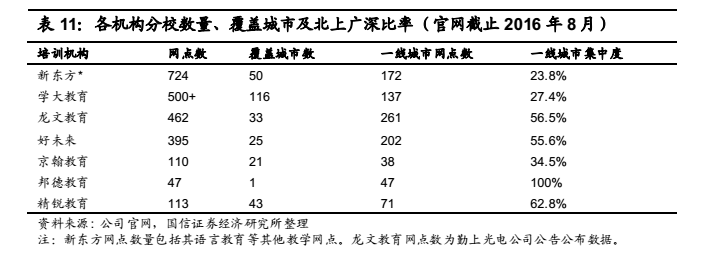 表 11：各机构分校数量、覆盖城市及北上广深比率（官网截止 2016 年 8 月）
培训机构 网点数 覆盖城市数 一线城市网点数 一线城市集中度
新东方* 724 50 172 23.8%
学大教育 500+ 116 137 27.4%
龙文教育 462 33 261 56.5%
好未来 395 25 202 55.6%
京翰教育 110 21 38 34.5%
邦德教育 47 1 47 100%
精锐教育 113 43 71 62.8%
资料来源：公司官网，国信证券经济研究所整理
注：新东方网点数量包括其语言教育等其他教学网点。龙文教育网点数为勤上光电公司公告公布数据。